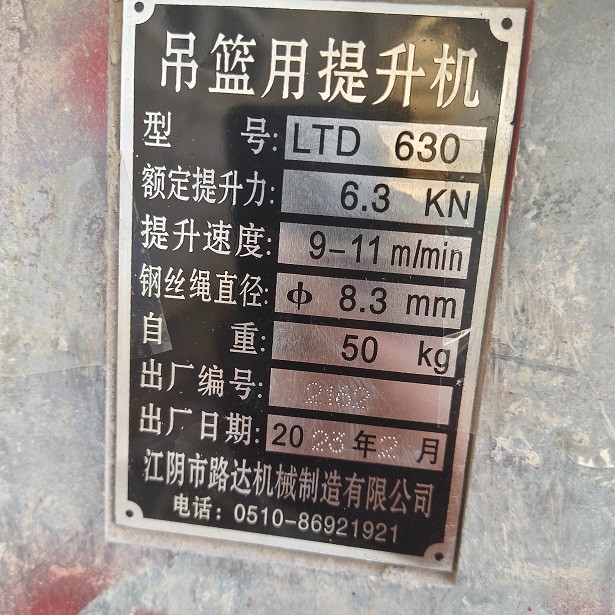 吊篮用提升机
型 号: LTD 630
额定提升力: 6.3 KN
提升速度: 9-11 m/min
钢丝绳直径: Φ 8.3 mm
自 重: 50 kg
出厂编号: 2162
出厂日期: 2023年2月
江阴市路达机械制造有限公司
电话: 0510-86921921